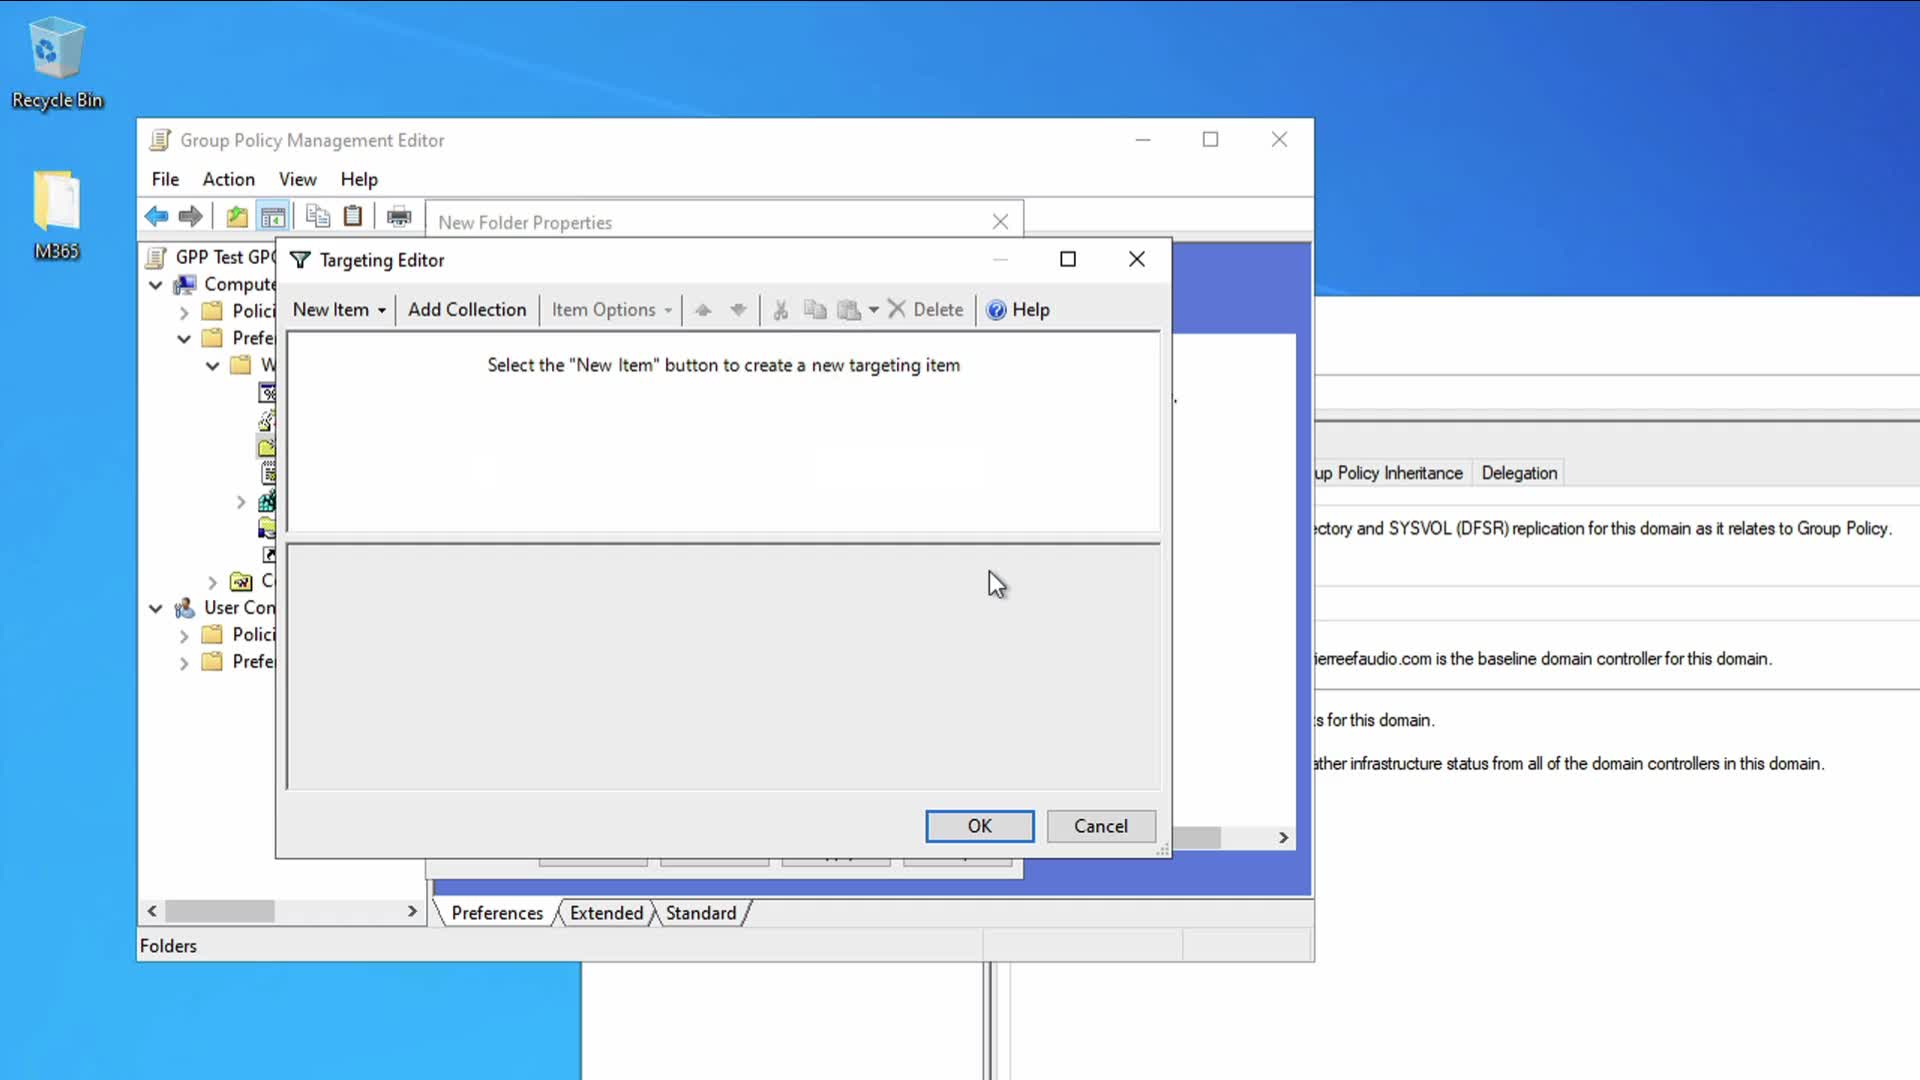 Recycle Bin
M365
Group Policy Management Editor
File Action View Help
New Folder Properties
GPP Test GPO
Compute
Polici
Prefe
W
C
User Con
Polici
Prefe
Targeting Editor
New Item Add Collection Item Options Delete Help
Select the "New Item" button to create a new targeting item
OK Cancel
Preferences Extended Standard
Folders
up Policy Inheritance Delegation
ectory and SYSVOL (DFSR) replication for this domain as it relates to Group Policy.
ierreefaudio.com is the baseline domain controller for this domain.
s for this domain.
ather infrastructure status from all of the domain controllers in this domain.